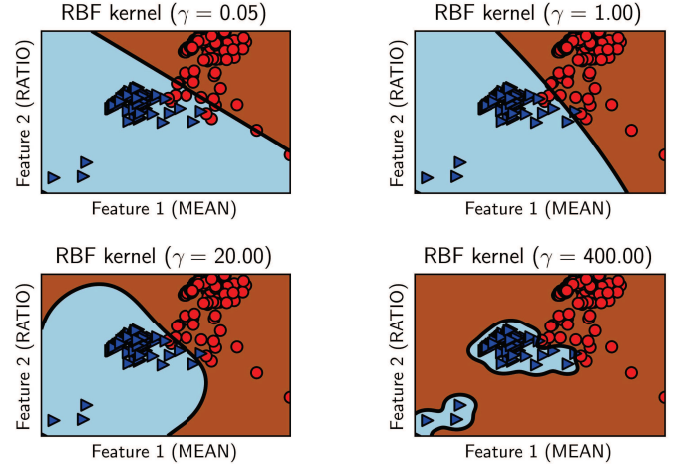 RBF kernel (γ = 0.05)
RBF kernel (γ = 1.00)
Feature 2 (RATIO)
Feature 2 (RATIO)
Feature 1 (MEAN)
Feature 1 (MEAN)
RBF kernel (γ = 20.00)
RBF kernel (γ = 400.00)
Feature 2 (RATIO)
Feature 2 (RATIO)
Feature 1 (MEAN)
Feature 1 (MEAN)